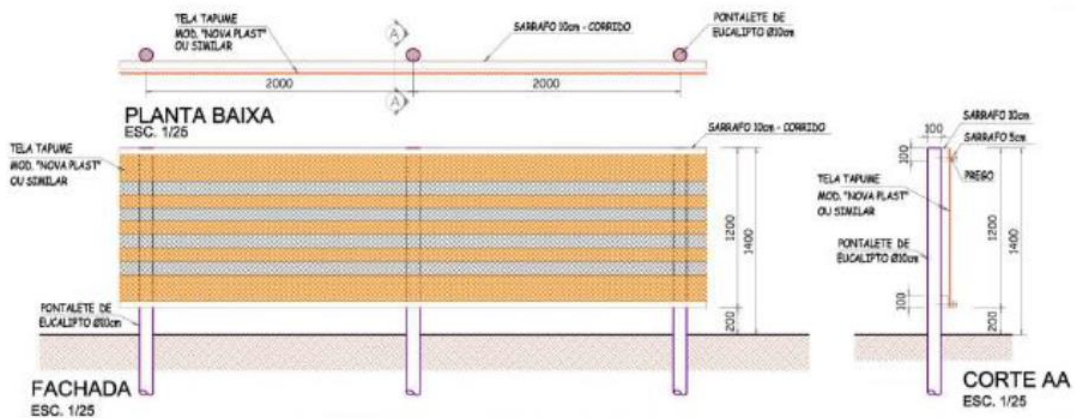 TELA TAPUME
MOD. "NOVA PLAST"
OU SIMILAR
A
SARRAFO 10cm - CORRIDO
PONTALETE DE
EUCALIPTO Ø10cm
2000
2000
A
PLANTA BAIXA
ESC. 1/25
SARRAFO 10cm - CORRIDO
TELA TAPUME
MOD. "NOVA PLAST"
OU SIMILAR
1200
1400
200
PONTALETE DE
EUCALIPTO Ø10cm
FACHADA
ESC. 1/25
100
SARRAFO 10cm
SARRAFO 5cm
PREGO
100
TELA TAPUME
MOD. "NOVA PLAST"
OU SIMILAR
PONTALETE DE
EUCALIPTO Ø10cm
1200
1400
100
200
CORTE AA
ESC. 1/25